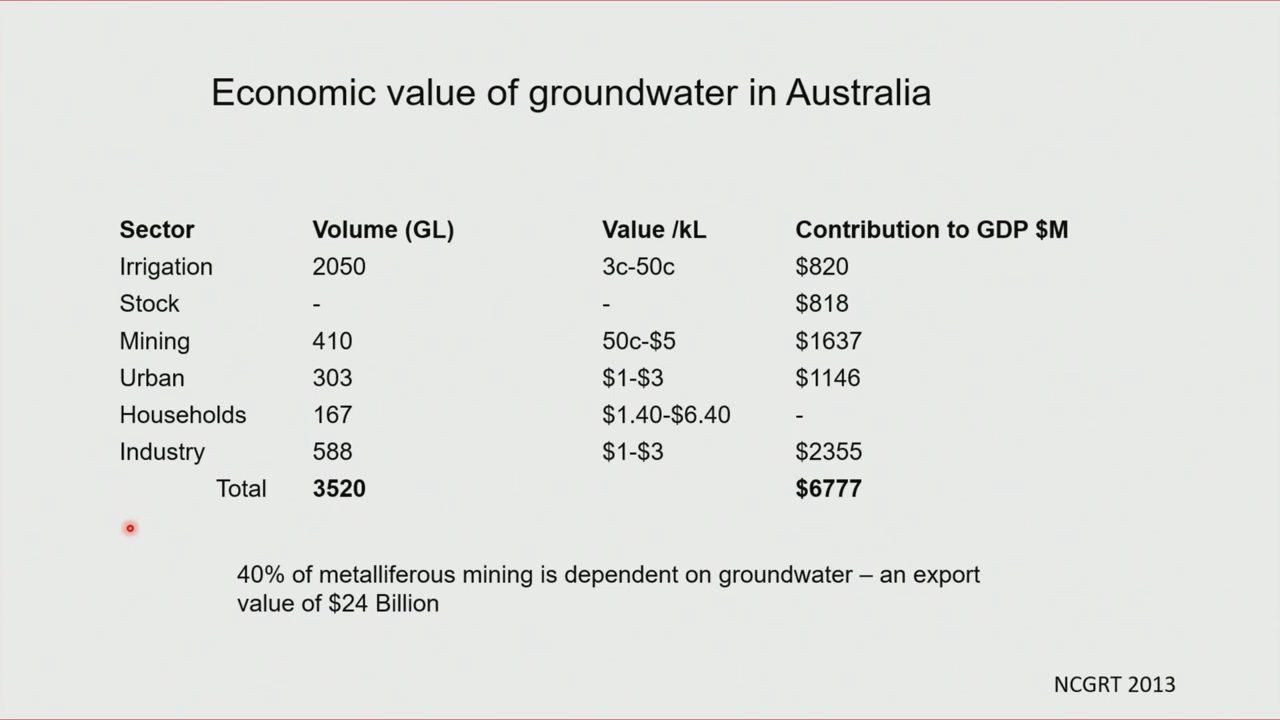 Economic value of groundwater in Australia
Sector Volume (GL) Value /kL Contribution to GDP $M
Irrigation 2050 3c-50c $820
Stock - - $818
Mining 410 50c-$5 $1637
Urban 303 $1-$3 $1146
Households 167 $1.40-$6.40 -
Industry 588 $1-$3 $2355
Total 3520 $6777
40% of metalliferous mining is dependent on groundwater – an export
value of $24 Billion
NCGRT 2013